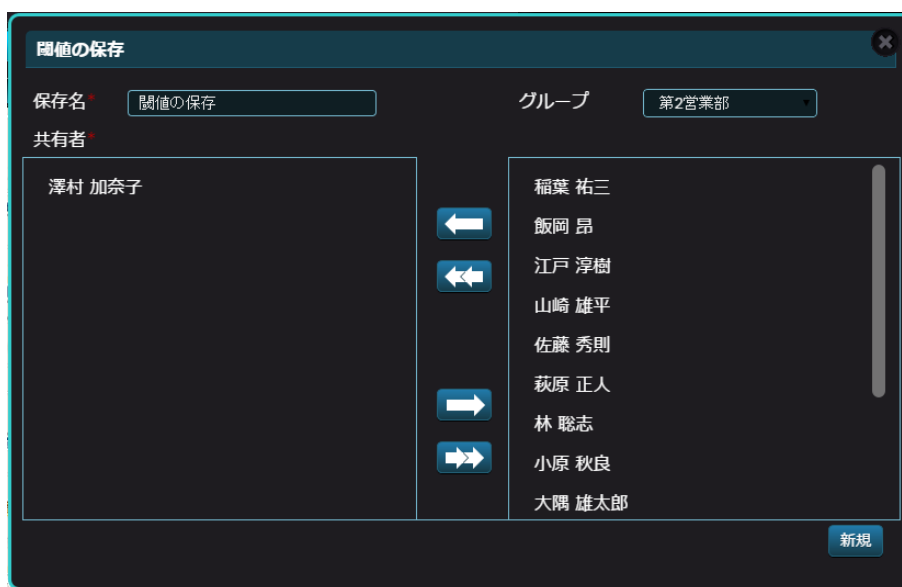 閾値の保存
保存名* 閾値の保存 グループ 第2営業部
共有者*
澤村 加奈子
稲葉 祐三
飯岡 昂
江戸 淳樹
山崎 雄平
佐藤 秀則
萩原 正人
林 聡志
小原 秋良
大隅 雄太郎
新規